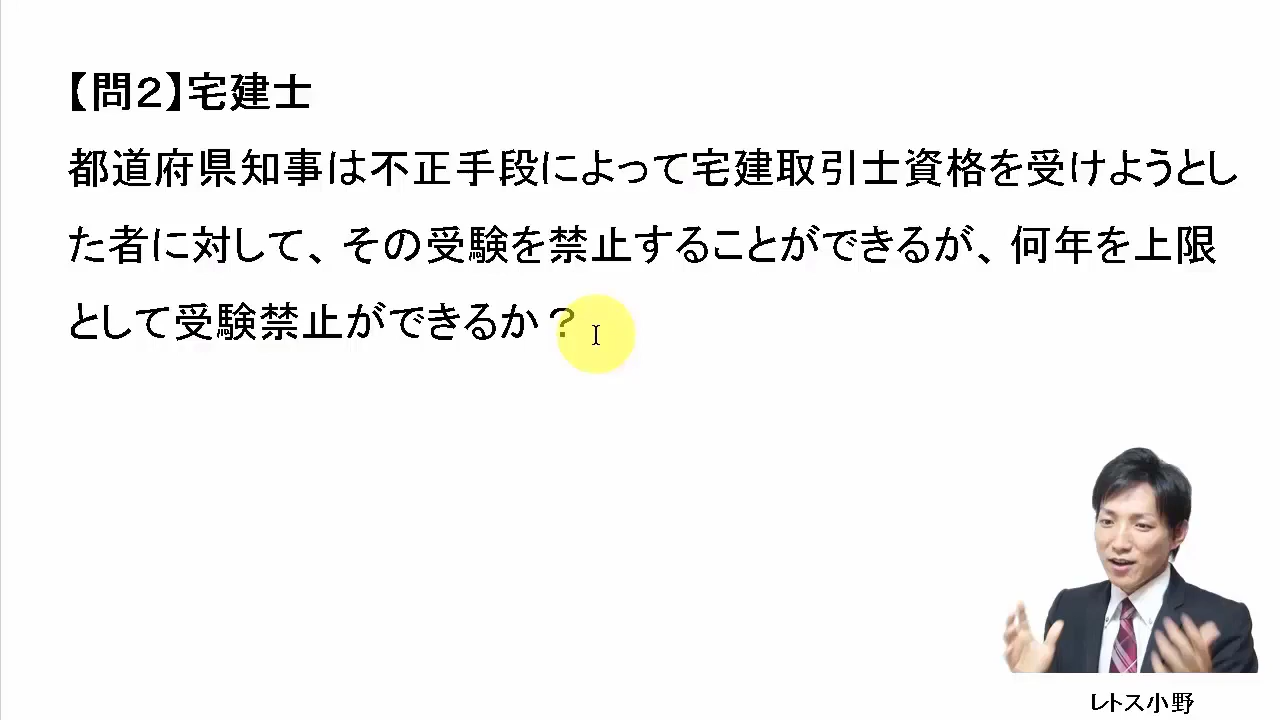 【問２】宅建士
都道府県知事は不正手段によって宅建取引士資格を受けようとし
た者に対して、その受験を禁止することができるが、何年を上限
として受験禁止ができるか？
レトス小野